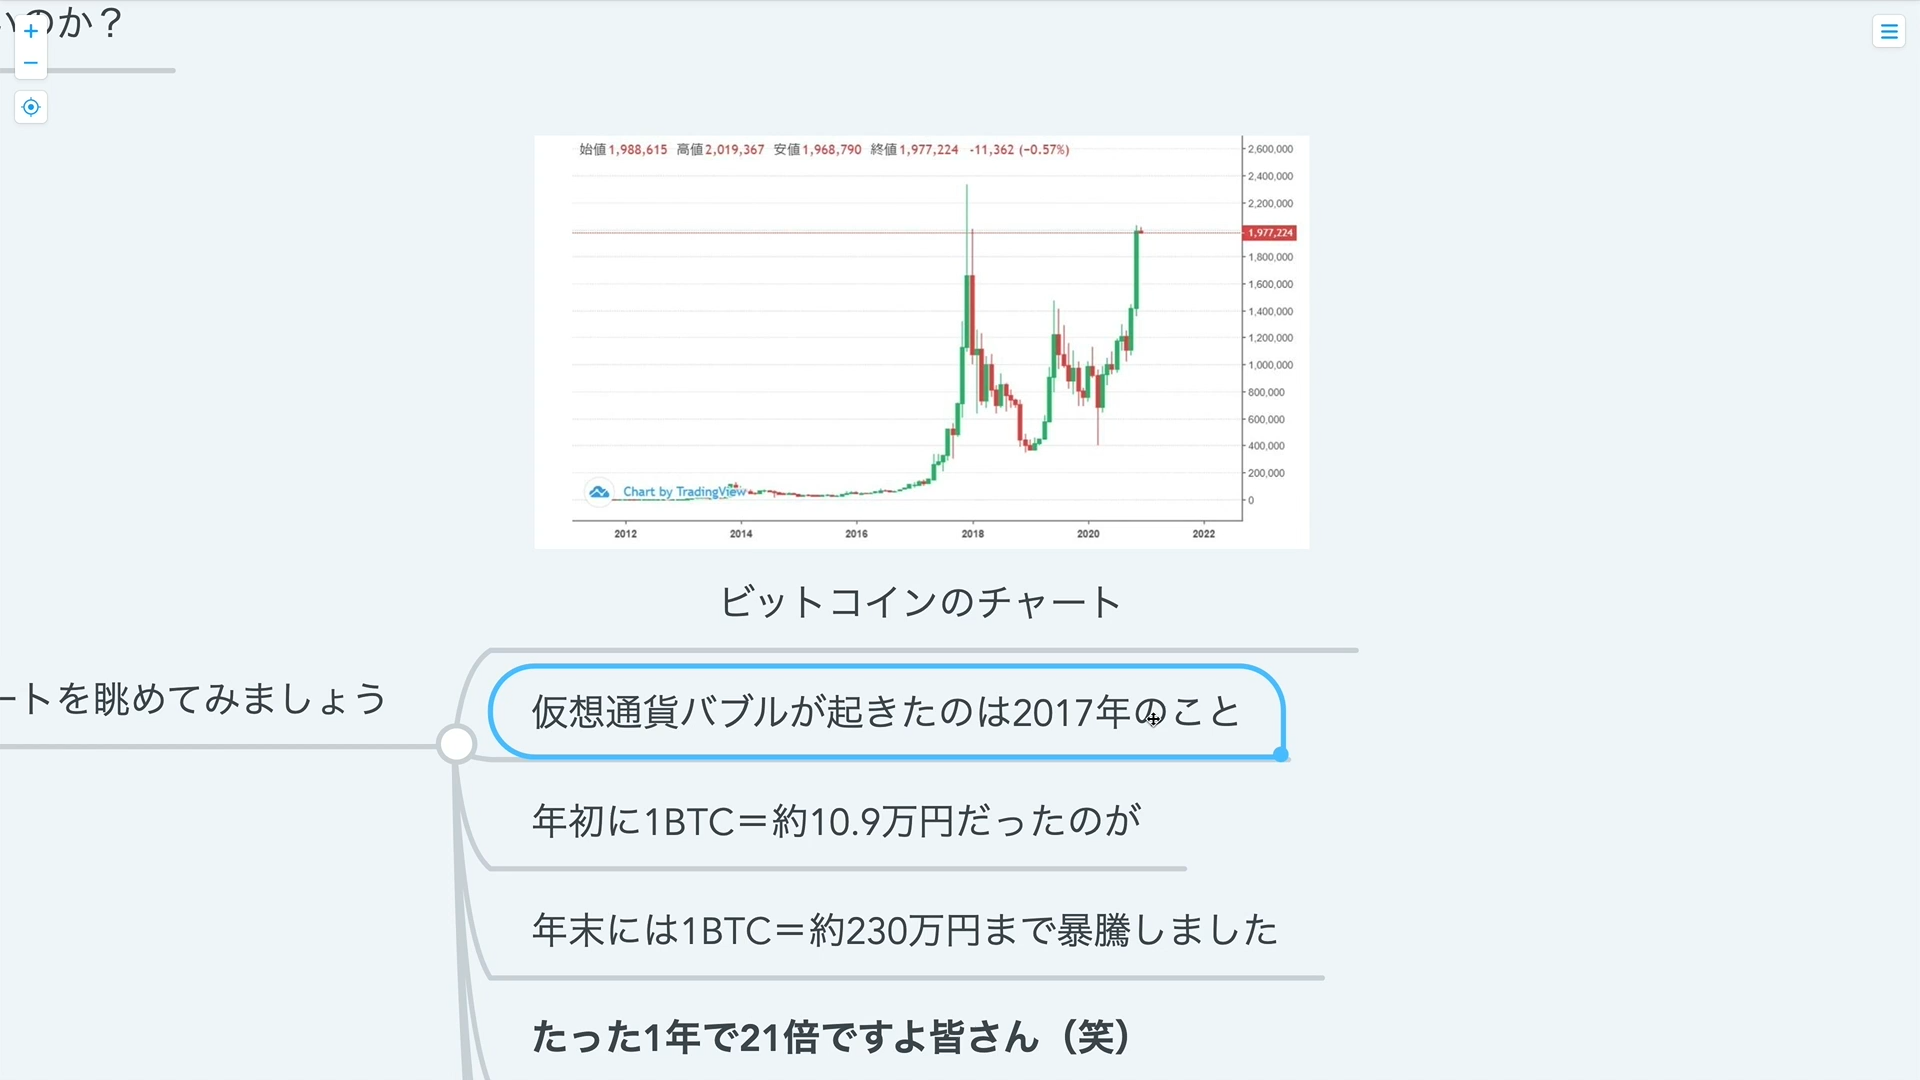 いのか？
始値1,988,615 高値2,019,367 安値1,968,790 終値1,977,224 -11,362 (−0.57%)
2,600,000
2,400,000
2,200,000
1,977,224
1,800,000
1,600,000
1,400,000
1,200,000
1,000,000
800,000
600,000
400,000
200,000
0
Chart by TradingView
2012 2014 2016 2018 2020 2022
ビットコインのチャート
ートを眺めてみましょう
仮想通貨バブルが起きたのは2017年のこと
年初に1BTC＝約10.9万円だったのが
年末には1BTC＝約230万円まで暴騰しました
たった1年で21倍ですよ皆さん（笑）